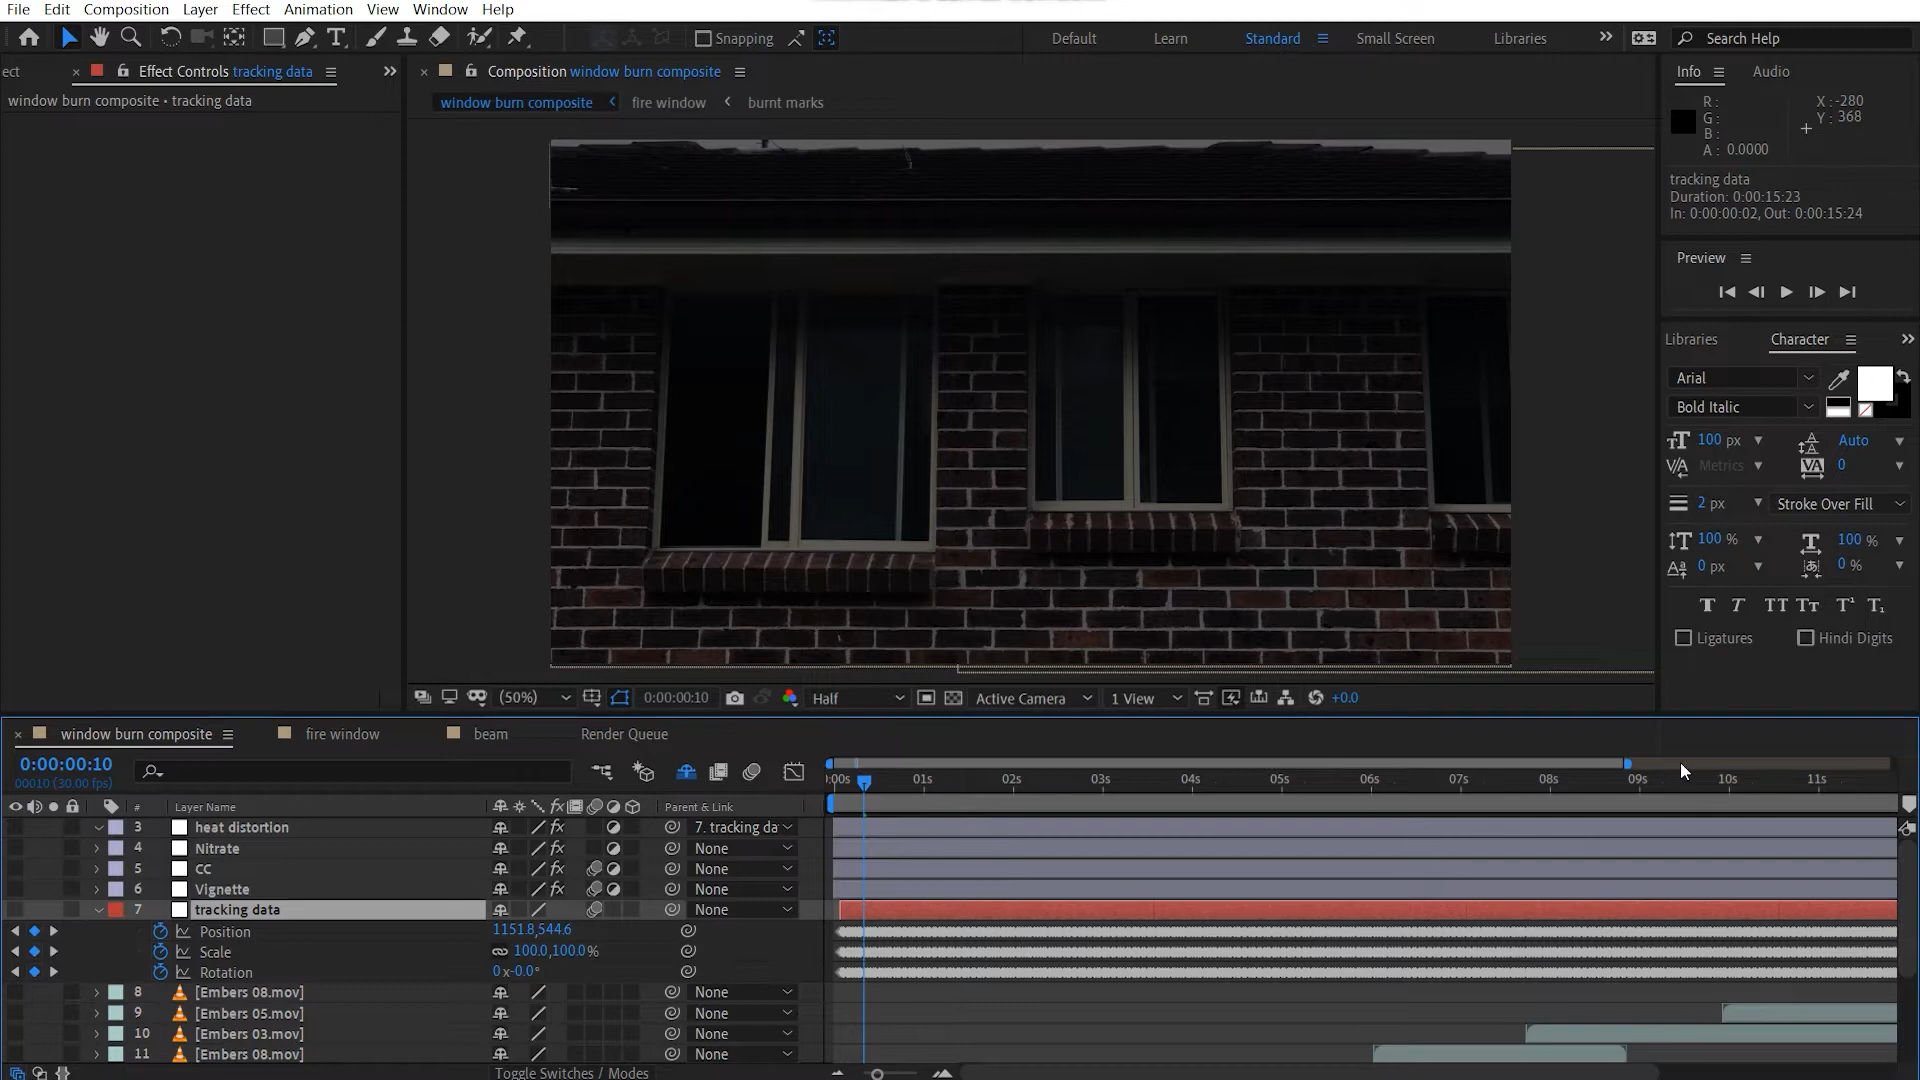 File Edit Composition Layer Effect Animation View Window Help
Snapping
Default Learn Standard Small Screen Libraries
Search Help
ect
Effect Controls tracking data
Composition window burn composite
Info Audio
window burn composite • tracking data
window burn composite fire window burnt marks
R :
G :
B :
A : 0.0000
X : -280
Y : 368
tracking data
Duration: 0:00:15:23
In: 0:00:00:02, Out: 0:00:15:24
Preview
Libraries Character
Arial
Bold Italic
100 px Auto
Metrics 0
2 px Stroke Over Fill
100 % 100 %
0 px 0 %
T T TT Tt T¹ T₁
Ligatures Hindi Digits
(50%) 0:00:00:10 Half Active Camera 1 View +0.0
window burn composite fire window beam Render Queue
0:00:00:10
00010 (30.00 fps)
:00s 01s 02s 03s 04s 05s 06s 07s 08s 09s 10s 11s
# Layer Name Parent & Link
3 heat distortion fx 7. tracking da
4 Nitrate fx None
5 CC fx None
6 Vignette fx None
7 tracking data None
Position 1151.8,544.6
Scale 100.0,100.0 %
Rotation 0 x-0.0°
8 [Embers 08.mov] None
9 [Embers 05.mov] None
10 [Embers 03.mov] None
11 [Embers 08.mov] None
Toggle Switches / Modes